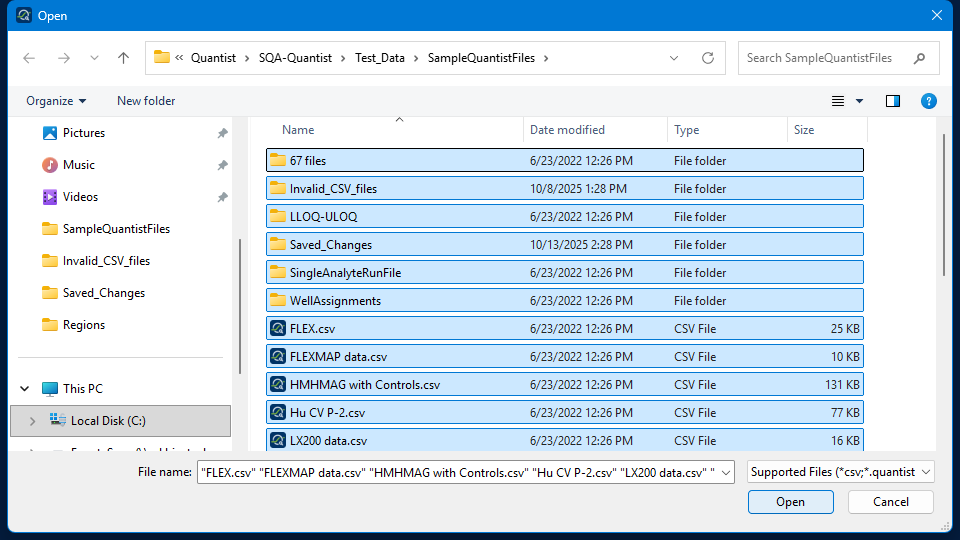 Open
« Quantist > SQA-Quantist > Test_Data > SampleQuantistFiles >
Search SampleQuantistFiles
Organize
New folder
Pictures
Music
Videos
SampleQuantistFiles
Invalid_CSV_files
Saved_Changes
Regions
This PC
Local Disk (C:)
Name Date modified Type Size
67 files 6/23/2022 12:26 PM File folder
Invalid_CSV_files 10/8/2025 1:28 PM File folder
LLOQ-ULOQ 6/23/2022 12:26 PM File folder
Saved_Changes 10/13/2025 2:28 PM File folder
SingleAnalyteRunFile 6/23/2022 12:26 PM File folder
WellAssignments 6/23/2022 12:26 PM File folder
FLEX.csv 6/23/2022 12:26 PM CSV File 25 KB
FLEXMAP data.csv 6/23/2022 12:26 PM CSV File 10 KB
HMHMAG with Controls.csv 6/23/2022 12:26 PM CSV File 131 KB
Hu CV P-2.csv 6/23/2022 12:26 PM CSV File 77 KB
LX200 data.csv 6/23/2022 12:26 PM CSV File 16 KB
File name: "FLEX.csv" "FLEXMAP data.csv" "HMHMAG with Controls.csv" "Hu CV P-2.csv" "LX200 data.csv" "
Supported Files (*csv;*.quantist
Open
Cancel